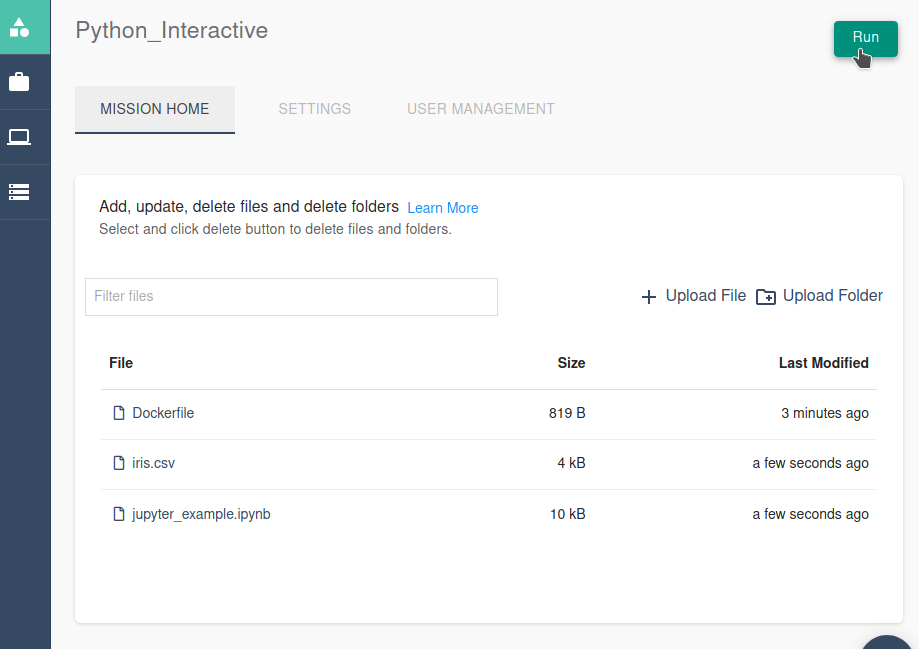 Python_Interactive
Run
MISSION HOME SETTINGS USER MANAGEMENT
Add, update, delete files and delete folders Learn More
Select and click delete button to delete files and folders.
Filter files Upload File Upload Folder
File Size Last Modified
Dockerfile 819 B 3 minutes ago
iris.csv 4 kB a few seconds ago
jupyter_example.ipynb 10 kB a few seconds ago